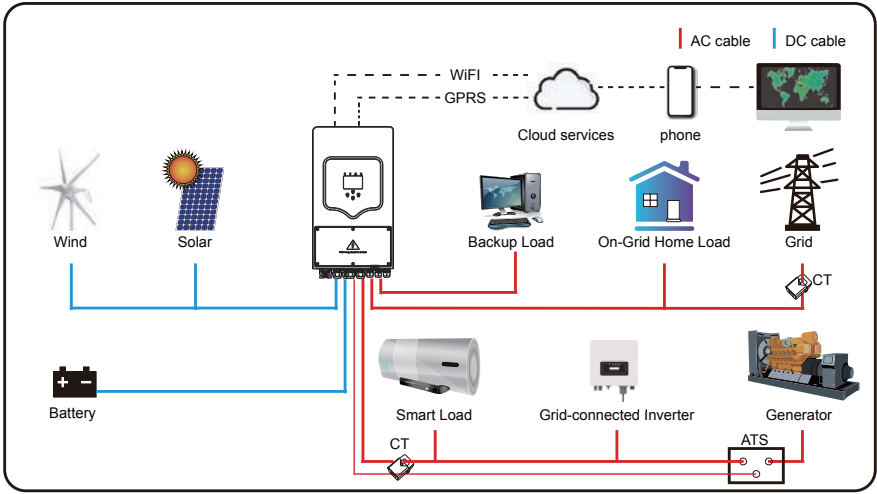 AC cable
DC cable
WiFI
GPRS
Cloud services
phone
Wind
Solar
Backup Load
On-Grid Home Load
Grid
CT
Battery
Smart Load
Grid-connected Inverter
Generator
CT
ATS